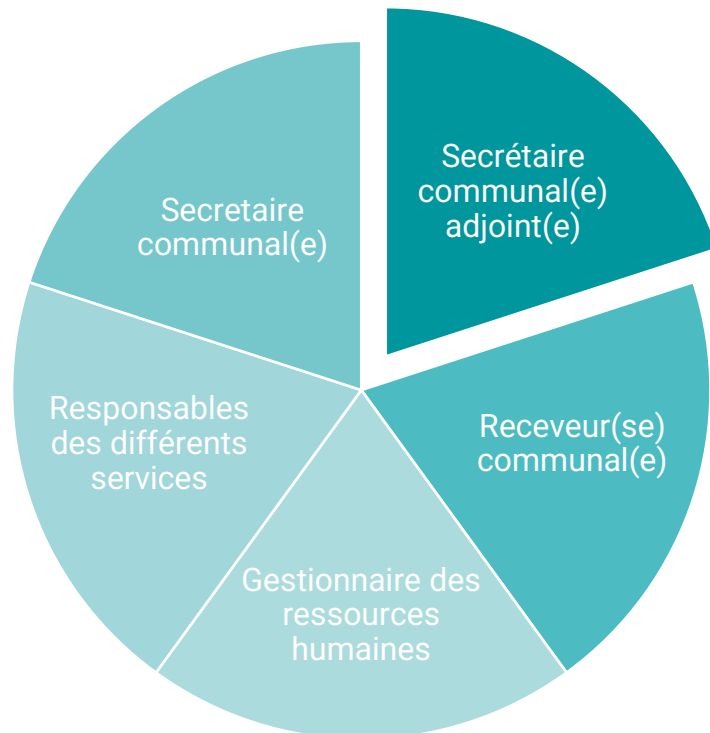 Secrétaire
communal(e)
adjoint(e)
Secretaire
communal(e)
Responsables
des différents
services
Receveur(se)
communal(e)
Gestionnaire des
ressources
humaines